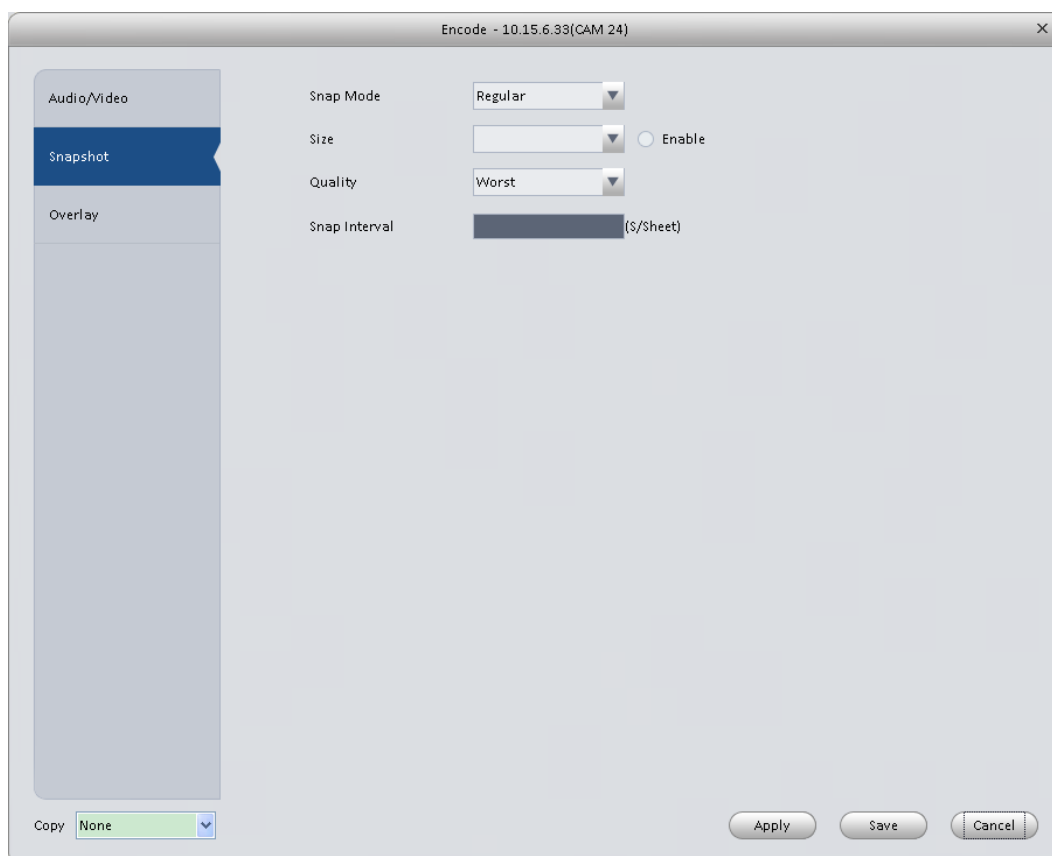 Encode - 10.15.6.33(CAM 24)
Audio/Video
Snapshot
Overlay
Snap Mode Regular
Size Enable
Quality Worst
Snap Interval (S/Sheet)
Copy None Apply Save Cancel